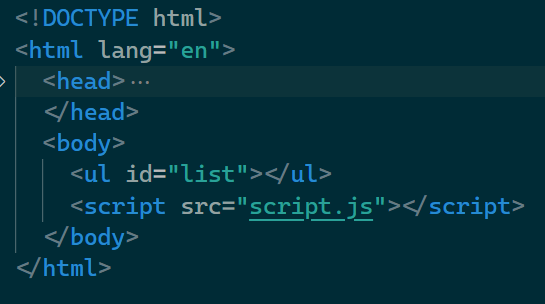 <!DOCTYPE html>
<html lang="en">
<head>…
</head>
<body>
<ul id="list"></ul>
<script src="script.js"></script>
</body>
</html>